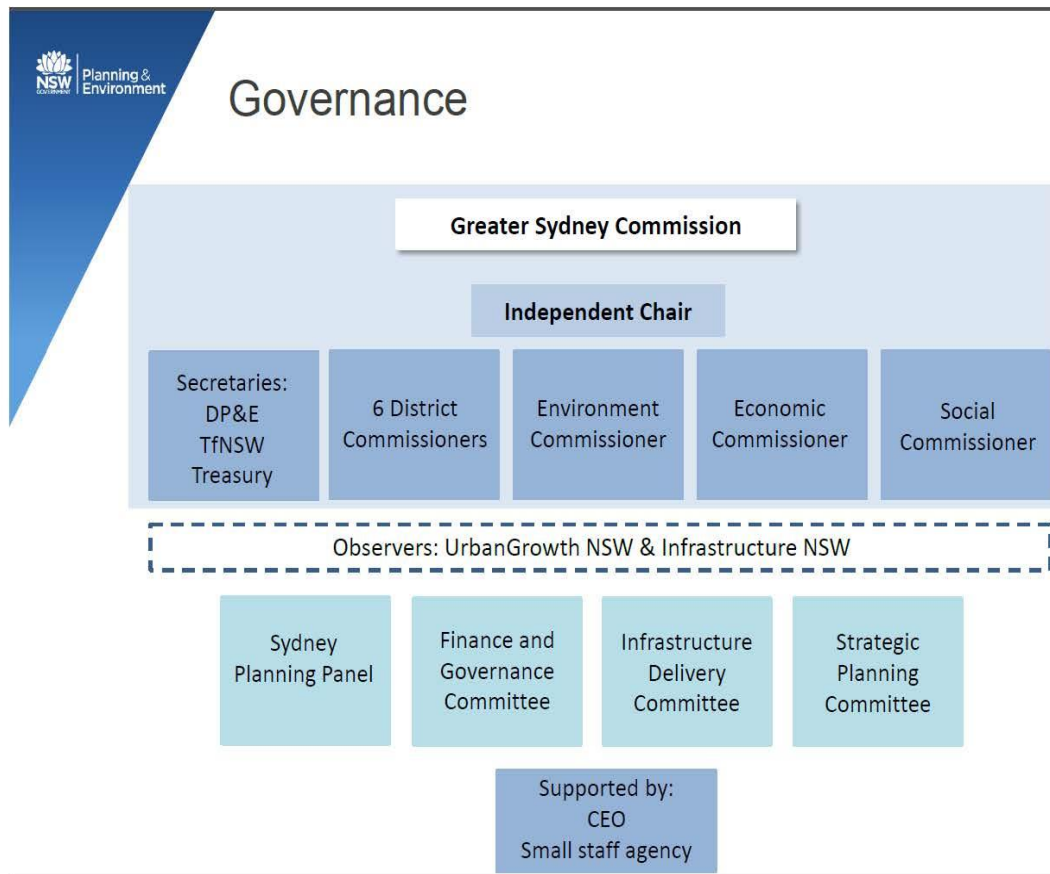 NSW
GOVERNMENT
Planning &
Environment
Governance
Greater Sydney Commission
Independent Chair
Secretaries:
DP&E
TfNSW
Treasury
6 District
Commissioners
Environment
Commissioner
Economic
Commissioner
Social
Commissioner
Observers: UrbanGrowth NSW & Infrastructure NSW
Sydney
Planning Panel
Finance and
Governance
Committee
Infrastructure
Delivery
Committee
Strategic
Planning
Committee
Supported by:
CEO
Small staff agency